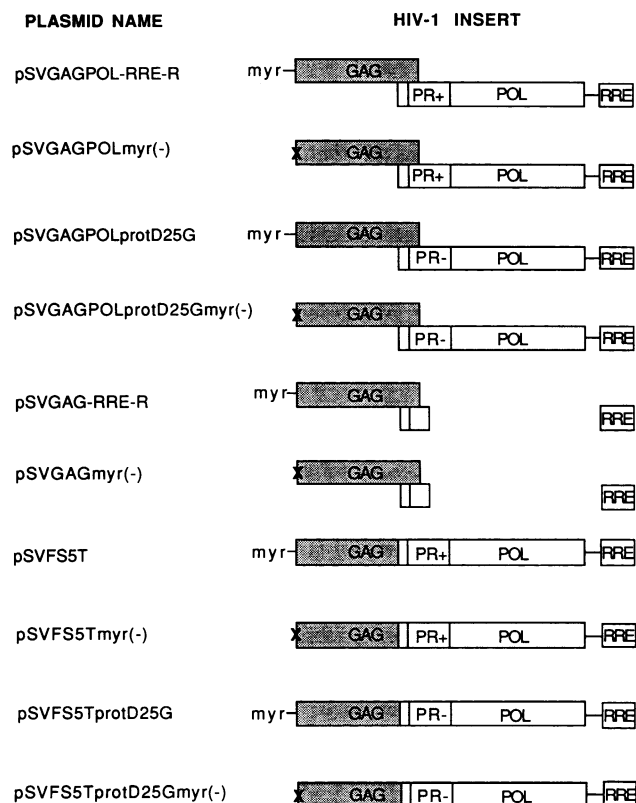 PLASMID NAME HIV-1 INSERT
pSVGAGPOL-RRE-R myr GAG
PR+ POL RRE
pSVGAGPOLmyr(-) X GAG
PR+ POL RRE
pSVGAGPOLprotD25G myr GAG
PR- POL RRE
pSVGAGPOLprotD25Gmyr(-) X GAG
PR- POL RRE
pSVGAG-RRE-R myr GAG
RRE
pSVGAGmyr(-) X GAG
RRE
pSVFS5T myr GAG PR+ POL RRE
pSVFS5Tmyr(-) X GAG PR+ POL RRE
pSVFS5TprotD25G myr GAG PR- POL RRE
pSVFS5TprotD25Gmyr(-) X GAG PR- POL RRE